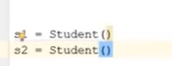 s1 = Student()
s2 = Student()